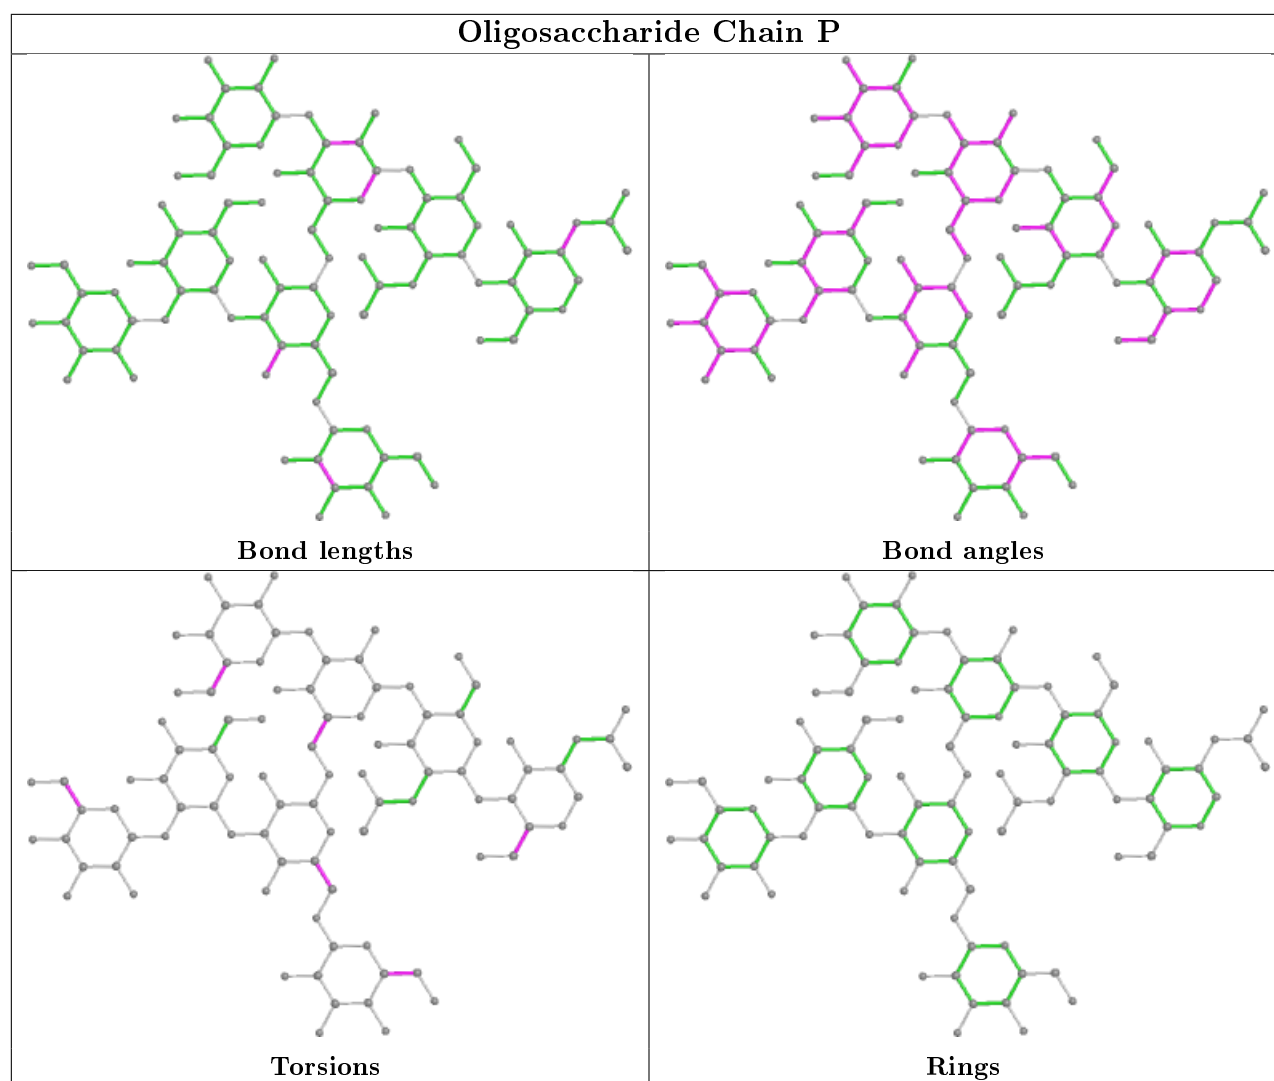 Oligosaccharide Chain P
Bond lengths
Bond angles
Torsions
Rings